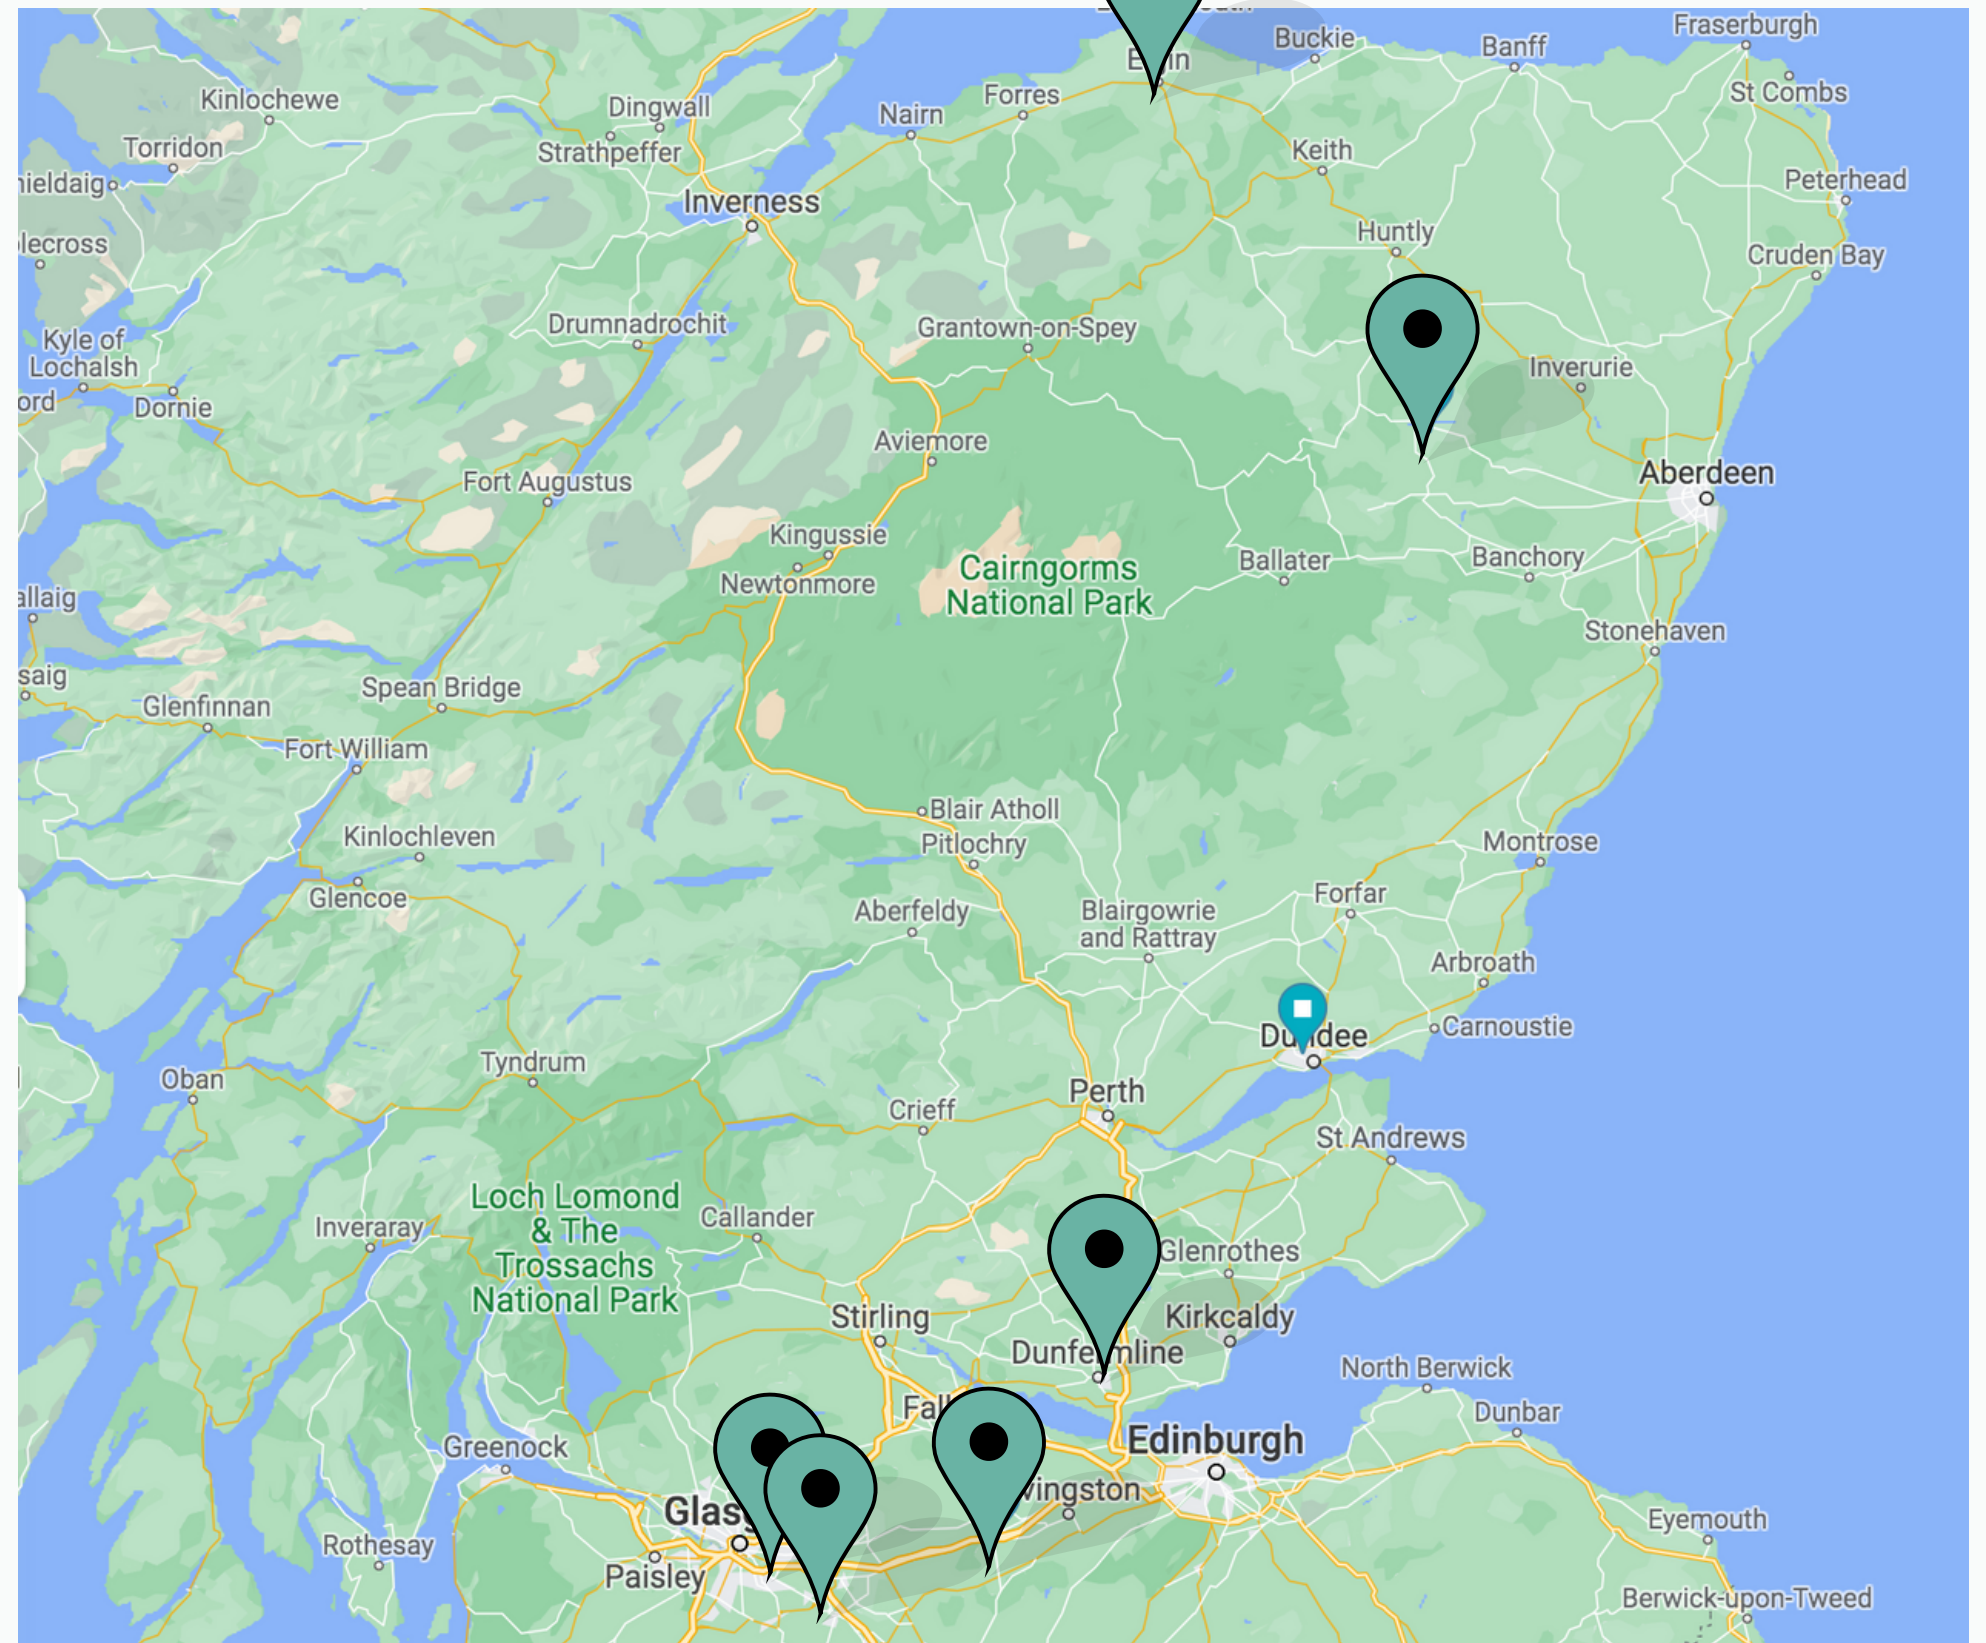 Buckie
Banff
Fraserburgh
St Combs
Kinlochewe
Dingwall
Nairn
Forres
Torridon
Strathpeffer
Keith
Peterhead
Inverness
Huntly
Cruden Bay
Kyle of
Lochalsh
Drumnadrochit
Grantown-on-Spey
Inverurie
Dornie
Aviemore
Aberdeen
Fort Augustus
Kingussie
Newtonmore
Cairngorms
National Park
Ballater
Banchory
Stonehaven
Spean Bridge
Glenfinnan
Fort William
Blair Atholl
Pitlochry
Kinlochleven
Montrose
Glencoe
Aberfeldy
Blairgowrie
and Rattray
Forfar
Arbroath
Carnoustie
Dundee
Tyndrum
Oban
Perth
Crieff
St Andrews
Loch Lomond
& The
Trossachs
National Park
Inveraray
Callander
Glenrothes
Stirling
Kirkcaldy
Dunfermline
North Berwick
Dunbar
Greenock
Edinburgh
Eyemouth
Rothesay
Paisley
Berwick-upon-Tweed